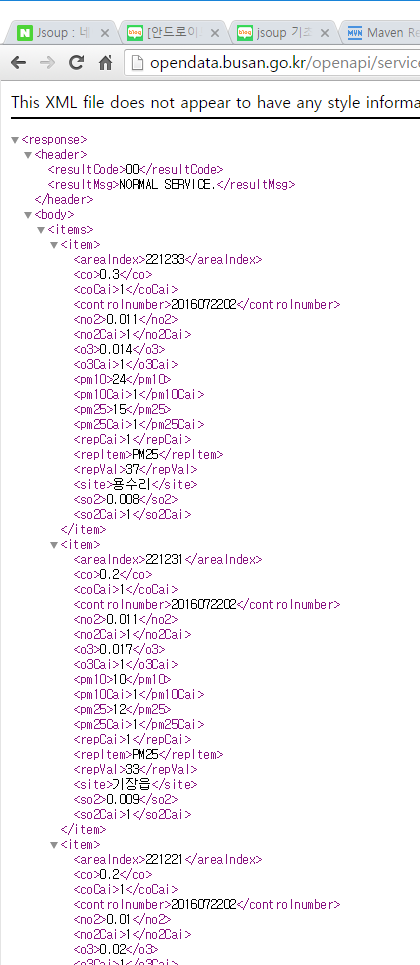 Jsoup : 네
[안드로이
jsoup 기초
Maven Re
opendata.busan.go.kr/openapi/service
This XML file does not appear to have any style informa
<response>
<header>
<resultCode>00</resultCode>
<resultMsg>NORMAL SERVICE.</resultMsg>
</header>
<body>
<items>
<item>
<areaIndex>221233</areaIndex>
<co>0.3</co>
<coCai>1</coCai>
<controlnumber>2016072202</controlnumber>
<no2>0.011</no2>
<no2Cai>1</no2Cai>
<o3>0.014</o3>
<o3Cai>1</o3Cai>
<pm10>24</pm10>
<pm10Cai>1</pm10Cai>
<pm25>15</pm25>
<pm25Cai>1</pm25Cai>
<repCai>1</repCai>
<repItem>PM25</repItem>
<repVal>37</repVal>
<site>용수리</site>
<so2>0.008</so2>
<so2Cai>1</so2Cai>
</item>
<item>
<areaIndex>221231</areaIndex>
<co>0.2</co>
<coCai>1</coCai>
<controlnumber>2016072202</controlnumber>
<no2>0.011</no2>
<no2Cai>1</no2Cai>
<o3>0.017</o3>
<o3Cai>1</o3Cai>
<pm10>10</pm10>
<pm10Cai>1</pm10Cai>
<pm25>12</pm25>
<pm25Cai>1</pm25Cai>
<repCai>1</repCai>
<repItem>PM25</repItem>
<repVal>33</repVal>
<site>기장읍</site>
<so2>0.009</so2>
<so2Cai>1</so2Cai>
</item>
<item>
<areaIndex>221221</areaIndex>
<co>0.2</co>
<coCai>1</coCai>
<controlnumber>2016072202</controlnumber>
<no2>0.01</no2>
<no2Cai>1</no2Cai>
<o3>0.02</o3>
<o3Cai>1</o3Cai>